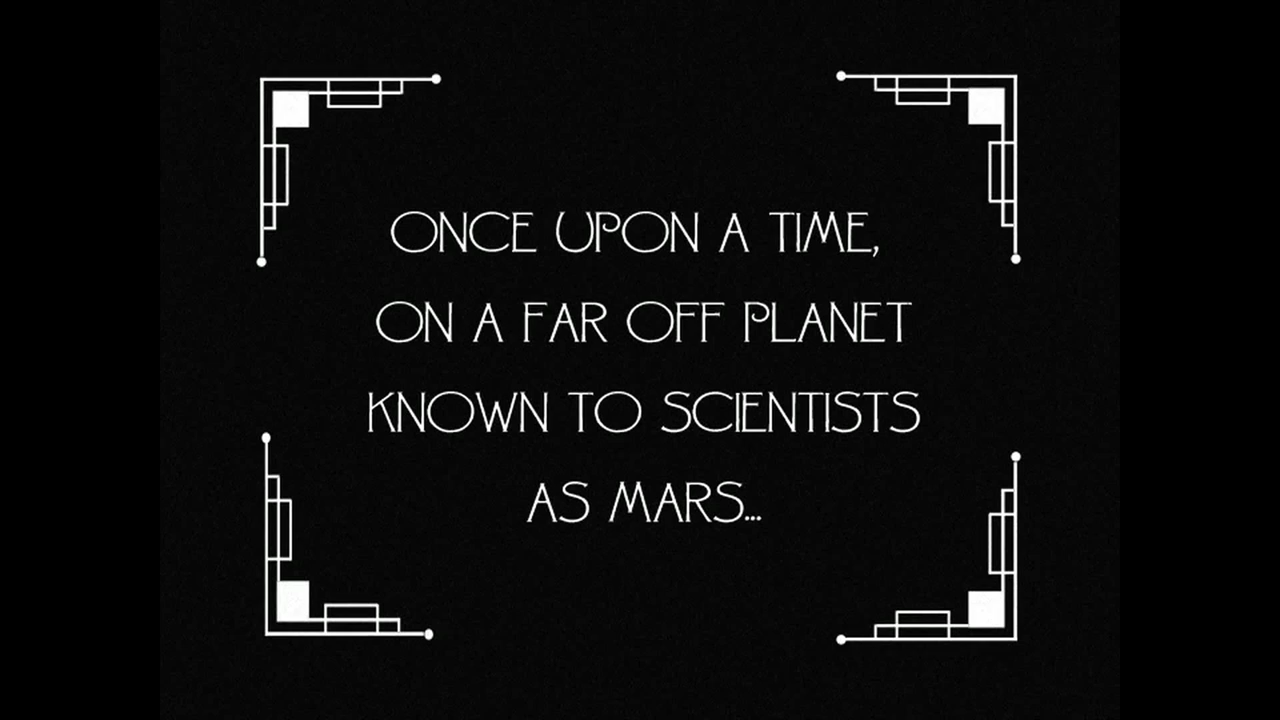 ONCE UPON A TIME,
ON A FAR OFF PLANET
KNOWN TO SCIENTISTS
AS MARS...